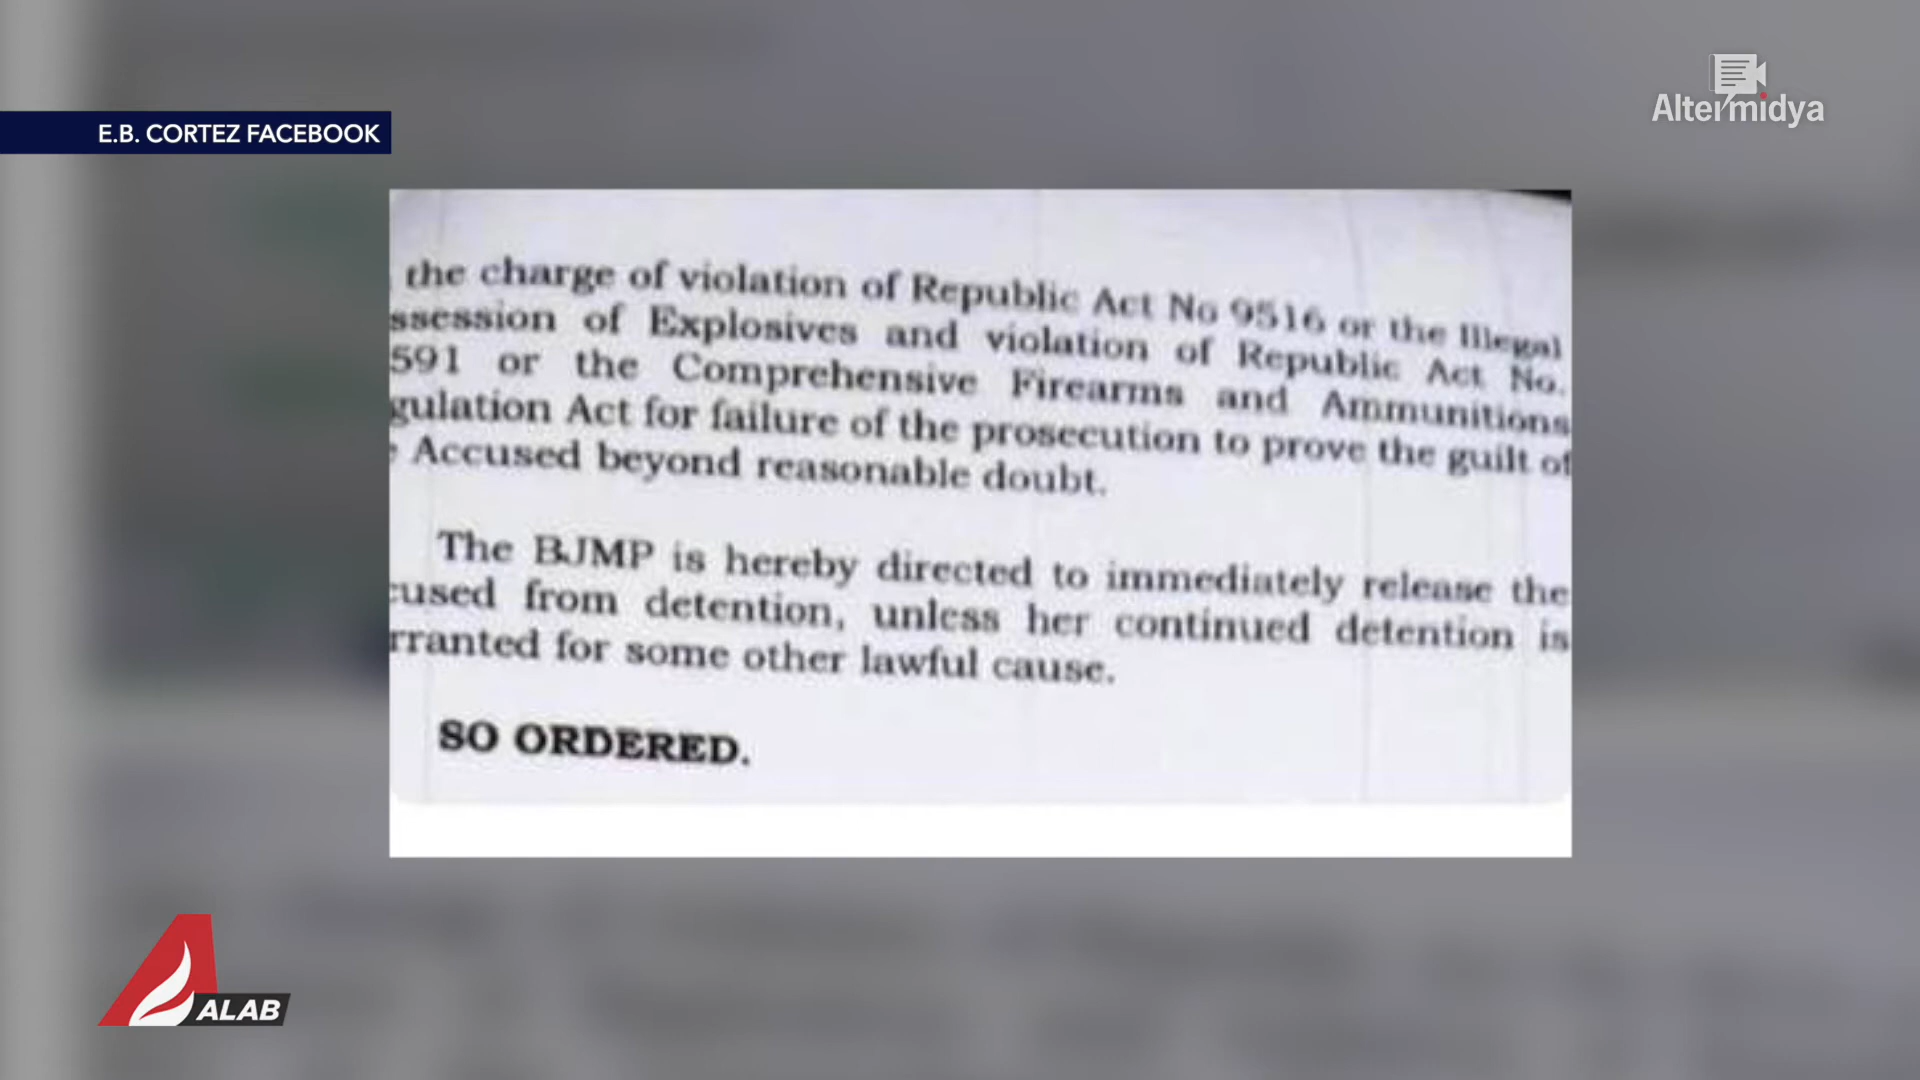 Altermidya
E.B. CORTEZ FACEBOOK
the charge of violation of Republic Act No 9516 or the Illegal
ssession of Explosives and violation of Republic Act No.
591 or the Comprehensive Firearms and Ammunitions
gulation Act for failure of the prosecution to prove the guilt of
Accused beyond reasonable doubt.
The BJMP is hereby directed to immediately release the
cused from detention, unless her continued detention is
rranted for some other lawful cause.
SO ORDERED.
ALAB